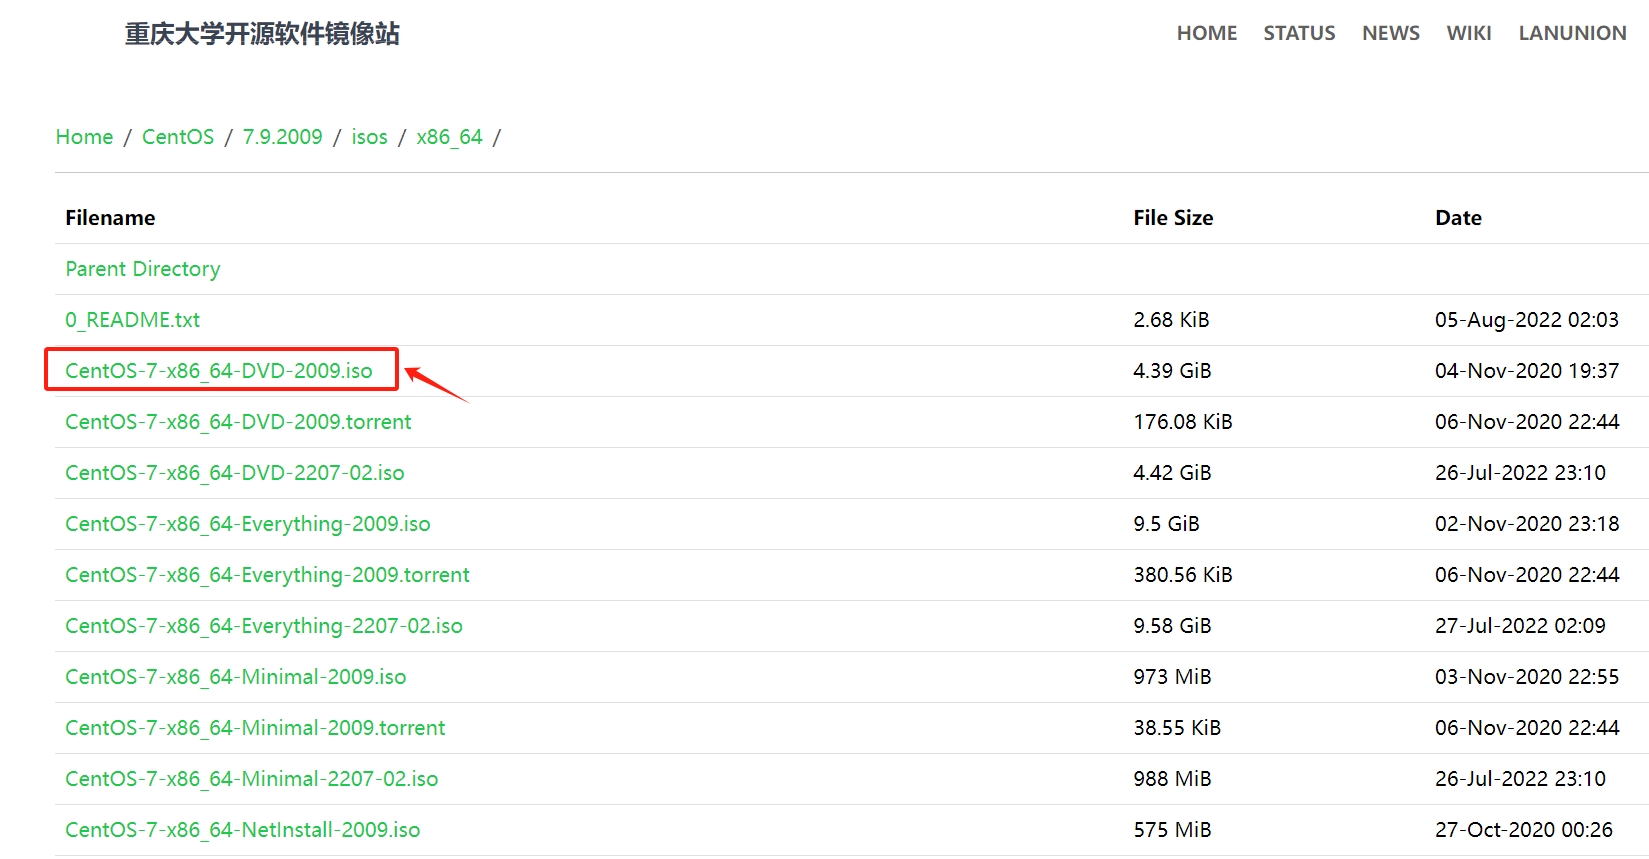 重庆大学开源软件镜像站 HOME STATUS NEWS WIKI LANUNION
Home / CentOS / 7.9.2009 / isos / x86_64 /
Filename File Size Date
Parent Directory
0_README.txt 2.68 KiB 05-Aug-2022 02:03
CentOS-7-x86_64-DVD-2009.iso 4.39 GiB 04-Nov-2020 19:37
CentOS-7-x86_64-DVD-2009.torrent 176.08 KiB 06-Nov-2020 22:44
CentOS-7-x86_64-DVD-2207-02.iso 4.42 GiB 26-Jul-2022 23:10
CentOS-7-x86_64-Everything-2009.iso 9.5 GiB 02-Nov-2020 23:18
CentOS-7-x86_64-Everything-2009.torrent 380.56 KiB 06-Nov-2020 22:44
CentOS-7-x86_64-Everything-2207-02.iso 9.58 GiB 27-Jul-2022 02:09
CentOS-7-x86_64-Minimal-2009.iso 973 MiB 03-Nov-2020 22:55
CentOS-7-x86_64-Minimal-2009.torrent 38.55 KiB 06-Nov-2020 22:44
CentOS-7-x86_64-Minimal-2207-02.iso 988 MiB 26-Jul-2022 23:10
CentOS-7-x86_64-NetInstall-2009.iso 575 MiB 27-Oct-2020 00:26